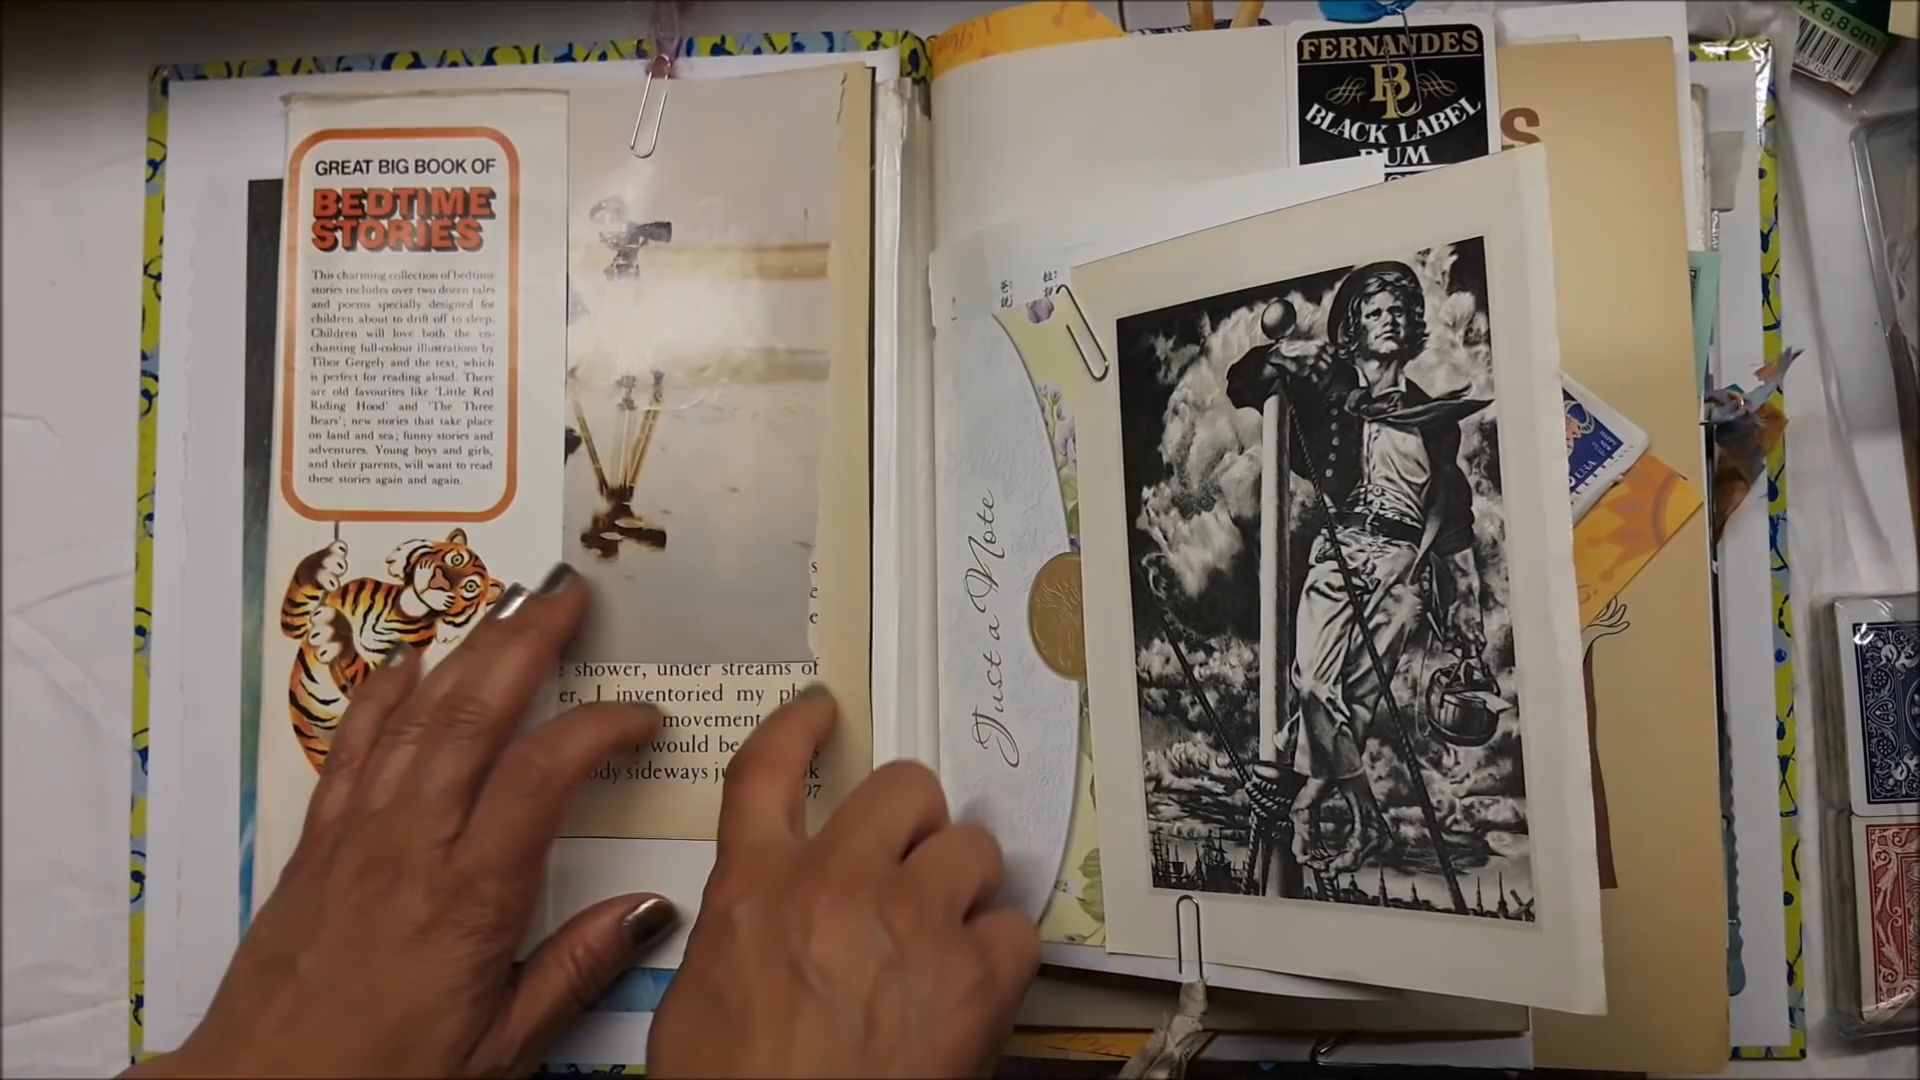 GREAT BIG BOOK OF
BEDTIME
STORIES
This charming collection of bedtime
stories includes over two dozen tales
and poems specially designed for
children about to drift off to sleep.
Children will love both the en-
chanting full-colour illustrations by
Tibor Gergely and the text, which
is perfect for reading aloud. There
are old favourites like 'Little Red
Riding Hood' and 'The Three
Bears'; new stories that take place
on land and sea; funny stories and
adventures. Young boys and girls,
and their parents, will want to read
these stories again and again.
s
e
e
shower, under streams of
er, I inventoried my
movement
I would be
ody sideways
FERNANDES
BL
BLACK LABEL
RUM
S
Just a Note
x 8,8cm